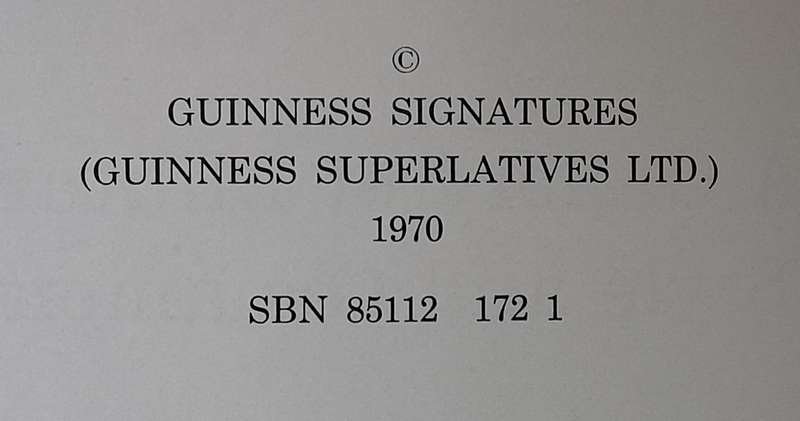 ©
GUINNESS SIGNATURES
(GUINNESS SUPERLATIVES LTD.)
1970
SBN 85112 172 1